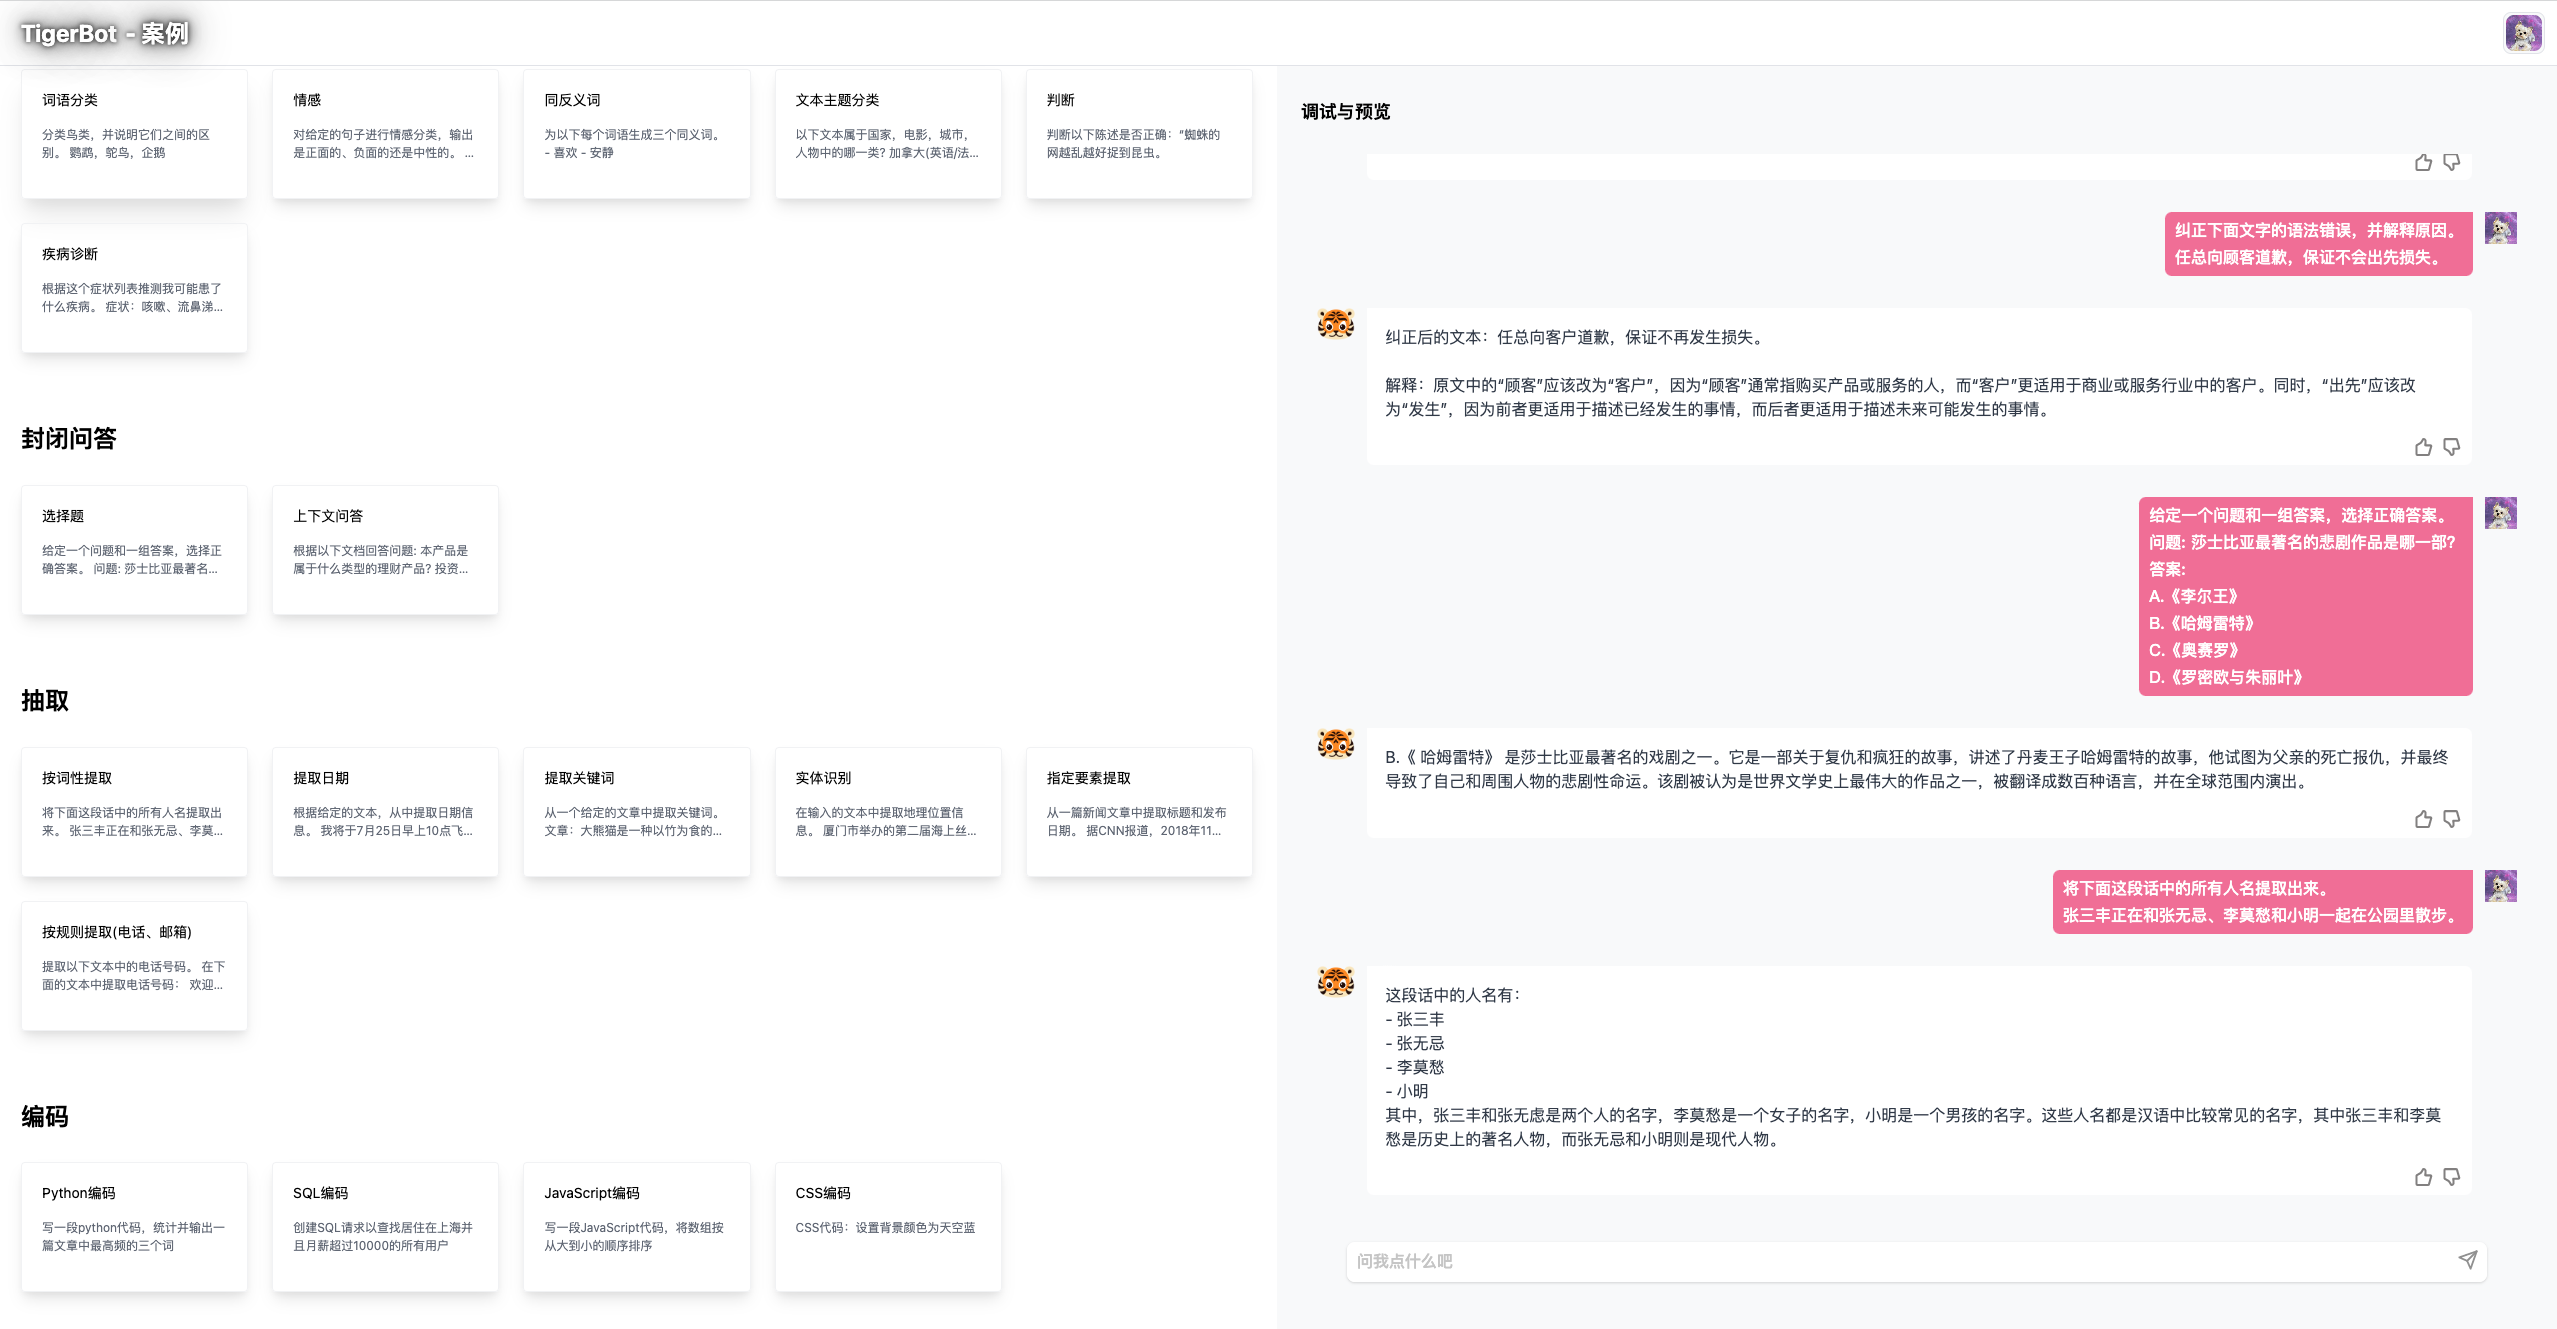 TigerBot - 案例
词语分类
分类鸟类，并说明它们之间的区
别。 鹦鹉，鸵鸟，企鹅
情感
对给定的句子进行情感分类，输出
是正面的、负面的还是中性的。 ...
同反义词
为以下每个词语生成三个同义词。
- 喜欢 - 安静
文本主题分类
以下文本属于国家，电影，城市，
人物中的哪一类? 加拿大(英语/法...
判断
判断以下陈述是否正确：“蜘蛛的
网越乱越好捉到昆虫。
疾病诊断
根据这个症状列表推测我可能患了
什么疾病。 症状：咳嗽、流鼻涕...
封闭问答
选择题
给定一个问题和一组答案，选择正
确答案。 问题: 莎士比亚最著名...
上下文问答
根据以下文档回答问题: 本产品是
属于什么类型的理财产品? 投资...
抽取
按词性提取
将下面这段话中的所有人名提取出
来。 张三丰正在和张无忌、李莫...
提取日期
根据给定的文本，从中提取日期信
息。 我将于7月25日早上10点飞...
提取关键词
从一个给定的文章中提取关键词。
文章：大熊猫是一种以竹为食的...
实体识别
在输入的文本中提取地理位置信
息。 厦门市举办的第二届海上丝...
指定要素提取
从一篇新闻文章中提取标题和发布
日期。 据CNN报道，2018年11...
按规则提取(电话、邮箱)
提取以下文本中的电话号码。 在下
面的文本中提取电话号码： 欢迎...
编码
Python编码
写一段python代码，统计并输出一
篇文章中最高频的三个词
SQL编码
创建SQL请求以查找居住在上海并
且月薪超过10000的所有用户
JavaScript编码
写一段JavaScript代码，将数组按
从大到小的顺序排序
CSS编码
CSS代码：设置背景颜色为天空蓝
调试与预览
纠正下面文字的语法错误，并解释原因。
任总向顾客道歉，保证不会出先损失。
纠正后的文本：任总向客户道歉，保证不再发生损失。
解释：原文中的“顾客”应该改为“客户”，因为“顾客”通常指购买产品或服务的人，而“客户”更适用于商业或服务行业中的客户。同时，“出先”应该改
为“发生”，因为前者更适用于描述已经发生的事情，而后者更适用于描述未来可能发生的事情。
给定一个问题和一组答案，选择正确答案。
问题: 莎士比亚最著名的悲剧作品是哪一部?
答案:
A.《李尔王》
B.《哈姆雷特》
C.《奥赛罗》
D.《罗密欧与朱丽叶》
B.《 哈姆雷特》 是莎士比亚最著名的戏剧之一。它是一部关于复仇和疯狂的故事，讲述了丹麦王子哈姆雷特的故事，他试图为父亲的死亡报仇，并最终
导致了自己和周围人物的悲剧性命运。该剧被认为是世界文学史上最伟大的作品之一，被翻译成数百种语言，并在全球范围内演出。
将下面这段话中的所有人名提取出来。
张三丰正在和张无忌、李莫愁和小明一起在公园里散步。
这段话中的人名有：
- 张三丰
- 张无忌
- 李莫愁
- 小明
其中，张三丰和张无虑是两个人的名字，李莫愁是一个女子的名字，小明是一个男孩的名字。这些人名都是汉语中比较常见的名字，其中张三丰和李莫
愁是历史上的著名人物，而张无忌和小明则是现代人物。
问我点什么吧